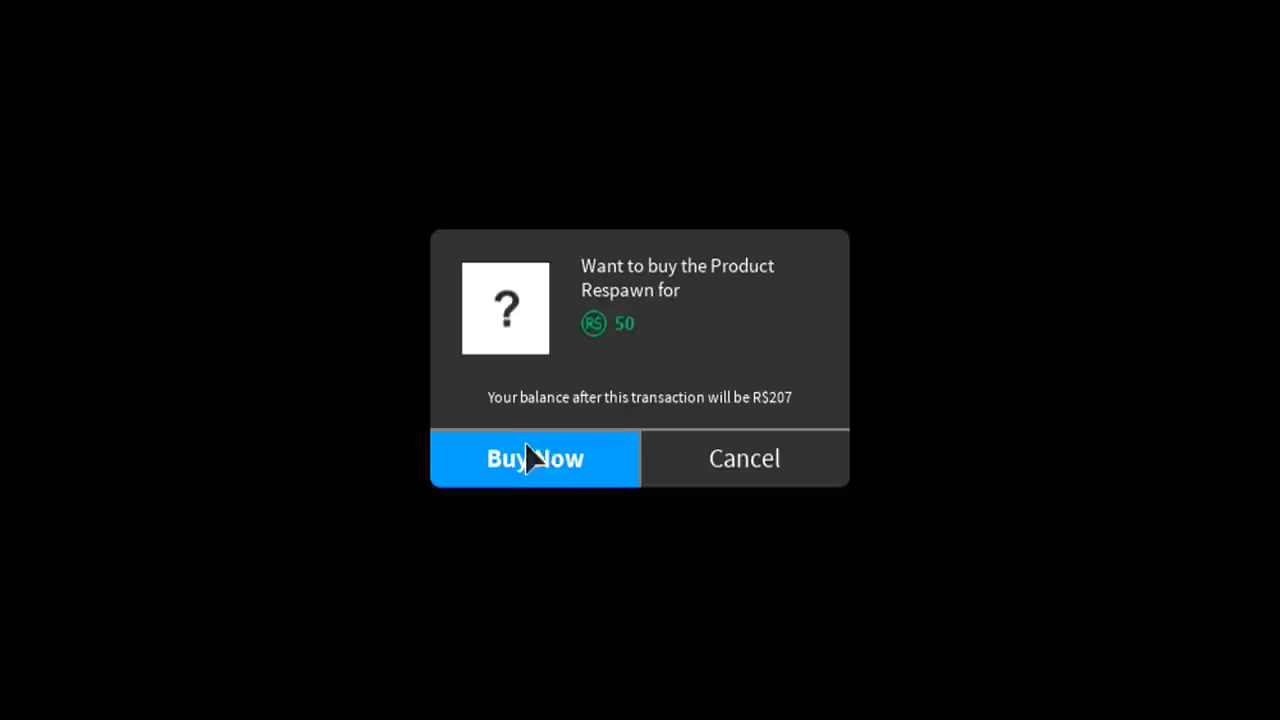 ?
Want to buy the Product
Respawn for
R$ 50
Your balance after this transaction will be R$207
Buy Now
Cancel